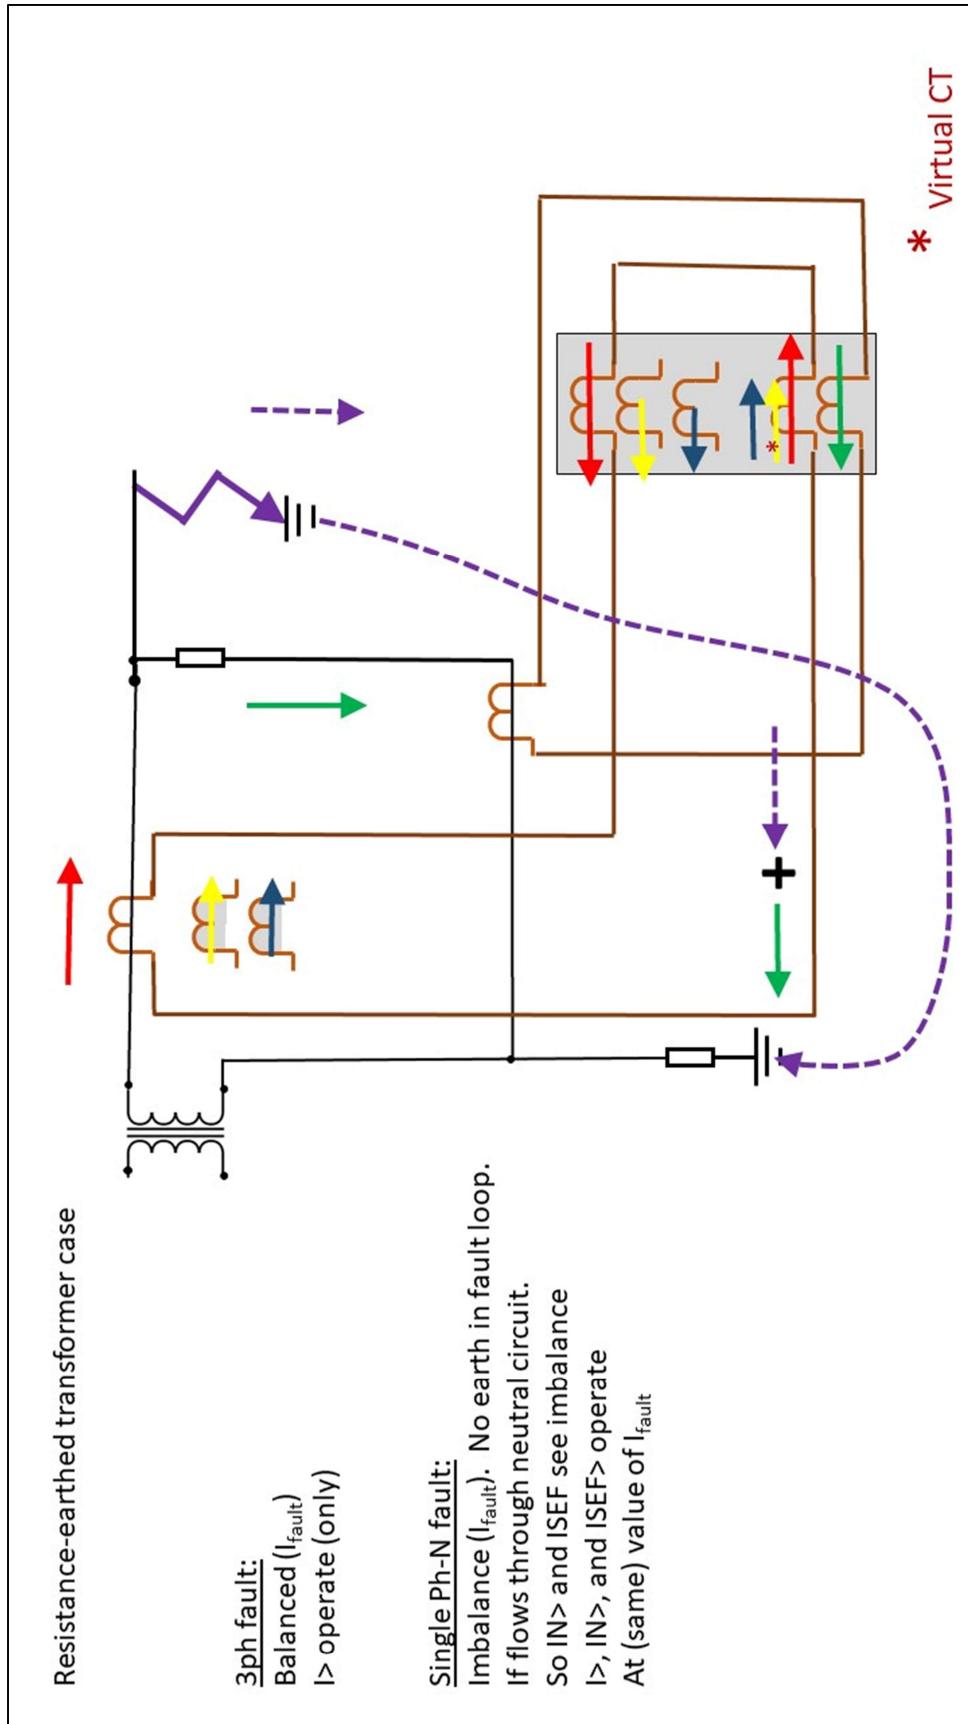 Resistance-earthed transformer case
3ph fault:
Balanced (Ifault)
I> operate (only)
Single Ph-N fault:
Imbalance (Ifault).  No earth in fault loop.
If flows through neutral circuit.
So IN> and ISEF see imbalance
I>, IN>, and ISEF> operate
At (same) value of Ifault
+
*
* Virtual CT